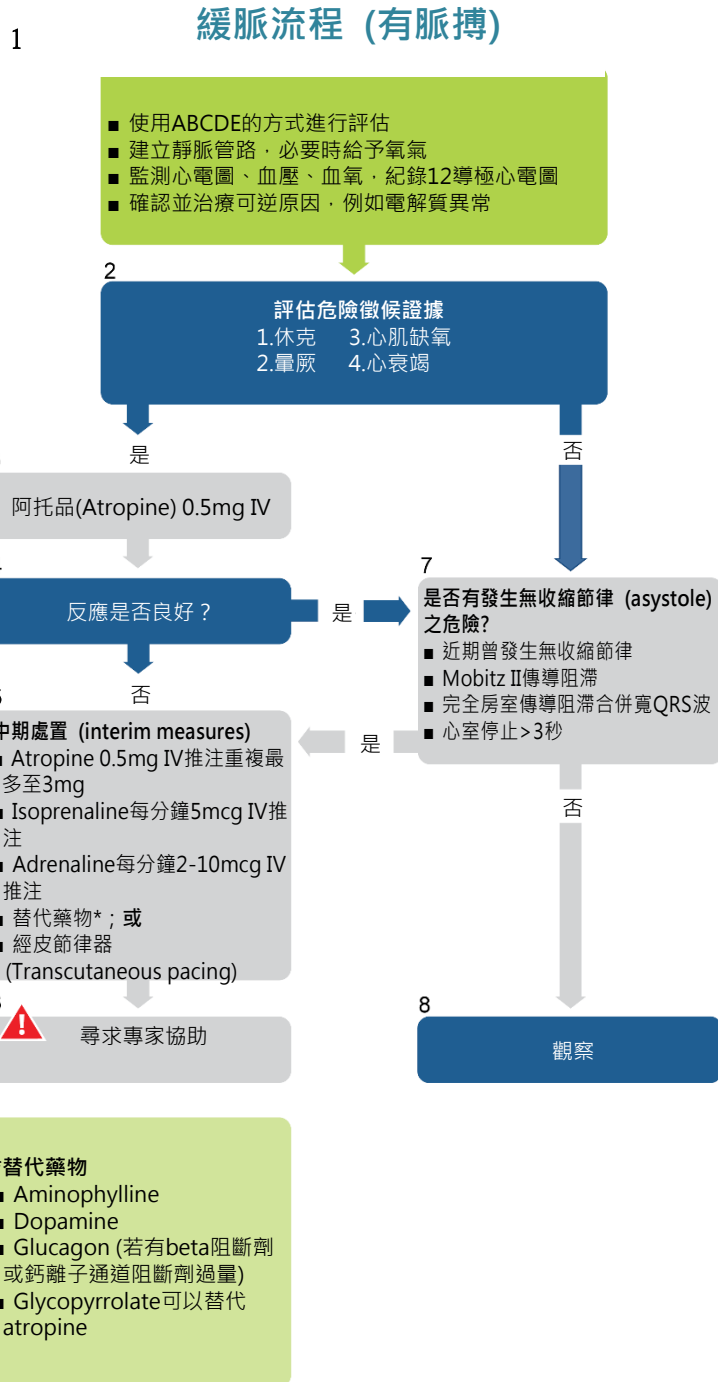 緩脈流程 (有脈搏)
1
■ 使用ABCDE的方式進行評估
■ 建立靜脈管路，必要時給予氧氣
■ 監測心電圖、血壓、血氧，紀錄12導極心電圖
■ 確認並治療可逆原因，例如電解質異常
2
評估危險徵候證據
1.休克 3.心肌缺氧
2.暈厥 4.心衰竭
是
否
阿托品(Atropine) 0.5mg IV
反應是否良好？
是
否
7
是否有發生無收縮節律 (asystole)
之危險?
■ 近期曾發生無收縮節律
■ Mobitz II傳導阻滯
■ 完全房室傳導阻滯合併寬QRS波
■ 心室停止>3秒
是
否
中期處置 (interim measures)
■ Atropine 0.5mg IV推注重複最
多至3mg
■ Isoprenaline每分鐘5mcg IV推
注
■ Adrenaline每分鐘2-10mcg IV
推注
■ 替代藥物*；或
■ 經皮節律器
(Transcutaneous pacing)
!
尋求專家協助
8
觀察
替代藥物
■ Aminophylline
■ Dopamine
■ Glucagon (若有beta阻斷劑
或鈣離子通道阻斷劑過量)
■ Glycopyrrolate可以替代
atropine